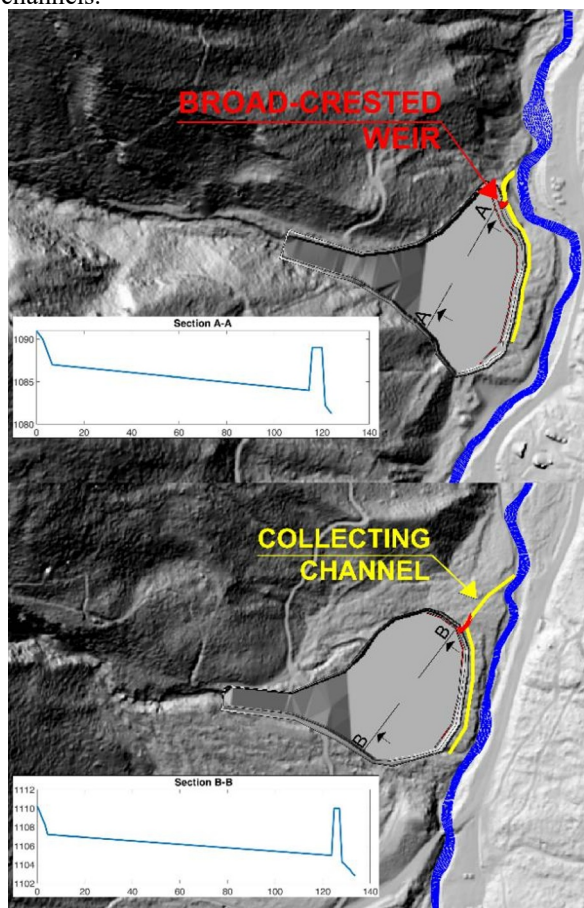 channels.
BROAD-CRESTED
WEIR
A
A
Section A-A
1090
1085
1080
0 20 40 60 80 100 120 140
COLLECTING
CHANNEL
B
B
Section B-B
1112
1110
1108
1106
1104
1102
0 20 40 60 80 100 120 140